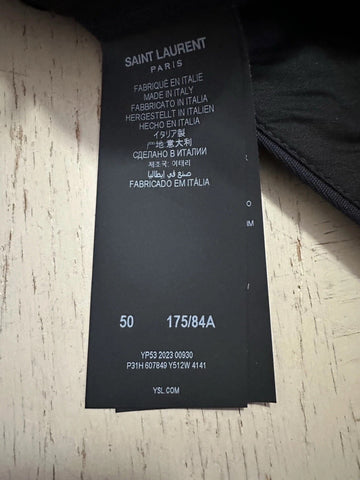 SAINT LAURENT
PARIS
FABRIQUÉ EN ITALIE
MADE IN ITALY
FABBRICATO IN ITALIA
HERGESTELLT IN ITALIEN
HECHO EN ITALIA
イタリア製
产地 意大利
СДЕЛАНО В ИТАЛИИ
제조국: 이태리
صنع في إيطاليا
FABRICADO EM ITÁLIA
50 175/84A
YP53 2023 00930
P31H 607849 Y512W 4141
YSL.COM